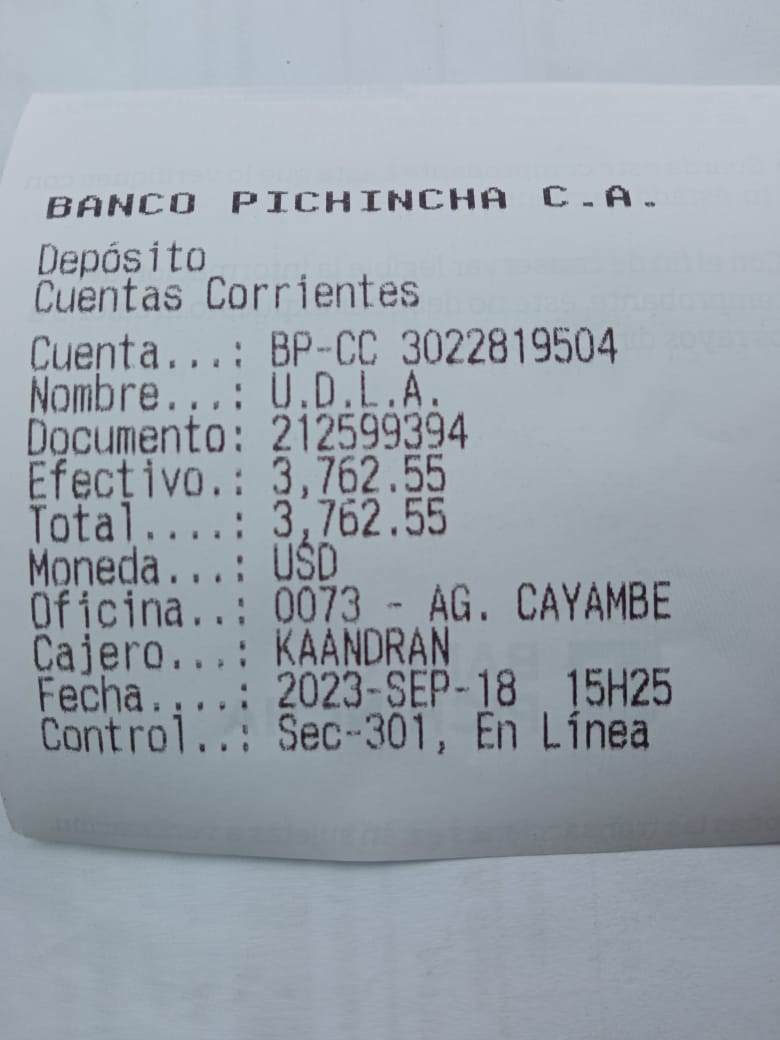 BANCO PICHINCHA C.A.
Depósito
Cuentas Corrientes
Cuenta...: BP-CC 3022819504
Nombre...: U.D.L.A.
Documento: 212599394
Efectivo.: 3,762.55
Total....: 3,762.55
Moneda...: USD
Oficina..: 0073 - AG. CAYAMBE
Cajero...: KAANDRAN
Fecha....: 2023-SEP-18 15H25
Control..: Sec-301, En Línea